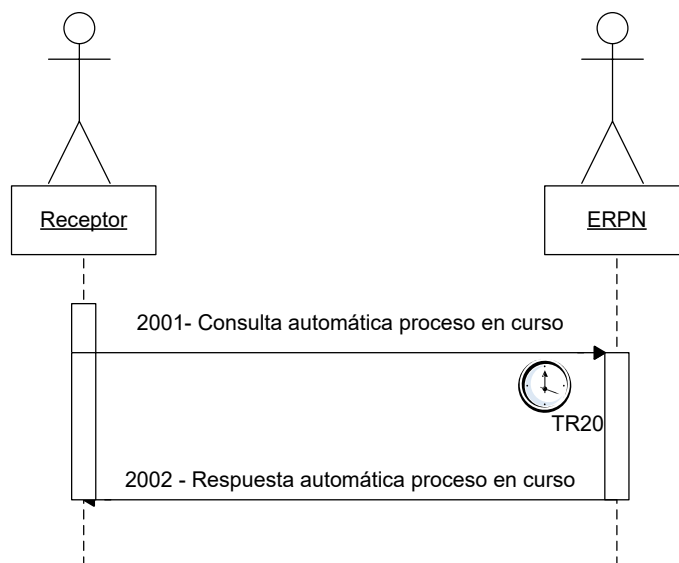 Receptor
ERPN
2001- Consulta automática proceso en curso
TR20
2002 - Respuesta automática proceso en curso